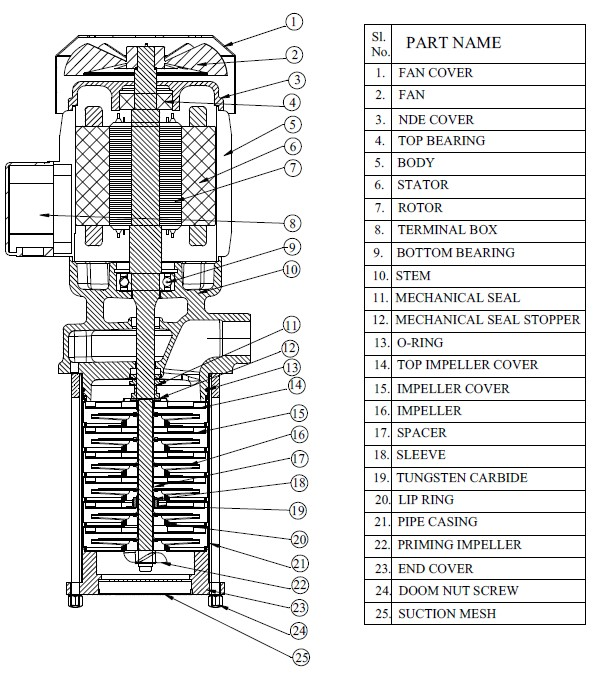 1
2
3
4
5
6
7
8
9
10
11
12
13
14
15
16
17
18
19
20
21
22
23
24
25
Sl. No. PART NAME
1. FAN COVER
2. FAN
3. NDE COVER
4. TOP BEARING
5. BODY
6. STATOR
7. ROTOR
8. TERMINAL BOX
9. BOTTOM BEARING
10. STEM
11. MECHANICAL SEAL
12. MECHANICAL SEAL STOPPER
13. O-RING
14. TOP IMPELLER COVER
15. IMPELLER COVER
16. IMPELLER
17. SPACER
18. SLEEVE
19. TUNGSTEN CARBIDE
20. LIP RING
21. PIPE CASING
22. PRIMING IMPELLER
23. END COVER
24. DOOM NUT SCREW
25. SUCTION MESH